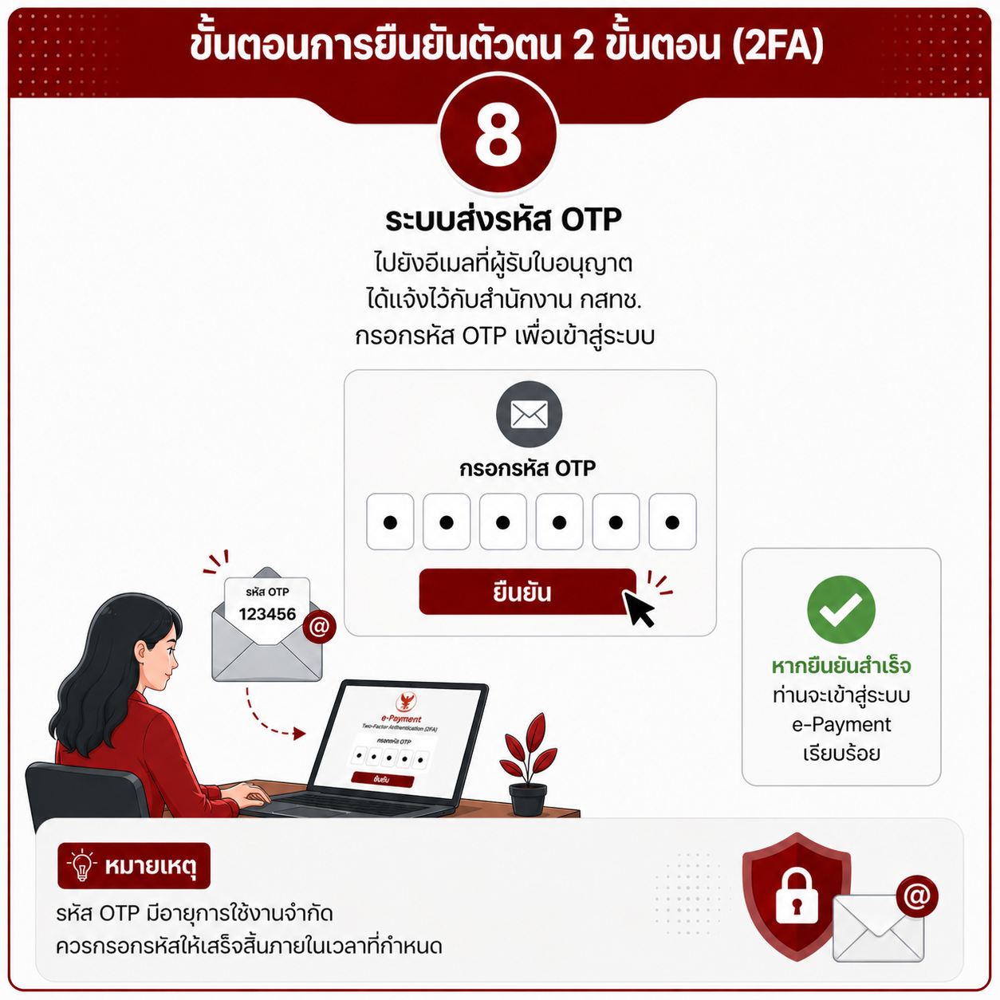 ขั้นตอนการยืนยันตัวตน 2 ขั้นตอน (2FA)
8
ระบบส่งรหัส OTP
ไปยังอีเมลที่ผู้รับใบอนุญาต
ได้แจ้งไว้กับสำนักงาน กสทช.
กรอกรหัส OTP เพื่อเข้าสู่ระบบ
กรอกรหัส OTP
ยืนยัน
รหัส OTP
123456
@
e-Payment
Two-Factor Authentication (2FA)
กรอกรหัส OTP
ยืนยัน
หากยืนยันสำเร็จ
ท่านจะเข้าสู่ระบบ
e-Payment
เรียบร้อย
หมายเหตุ
รหัส OTP มีอายุการใช้งานจำกัด
ควรกรอกรหัสให้เสร็จสิ้นภายในเวลาที่กำหนด
@